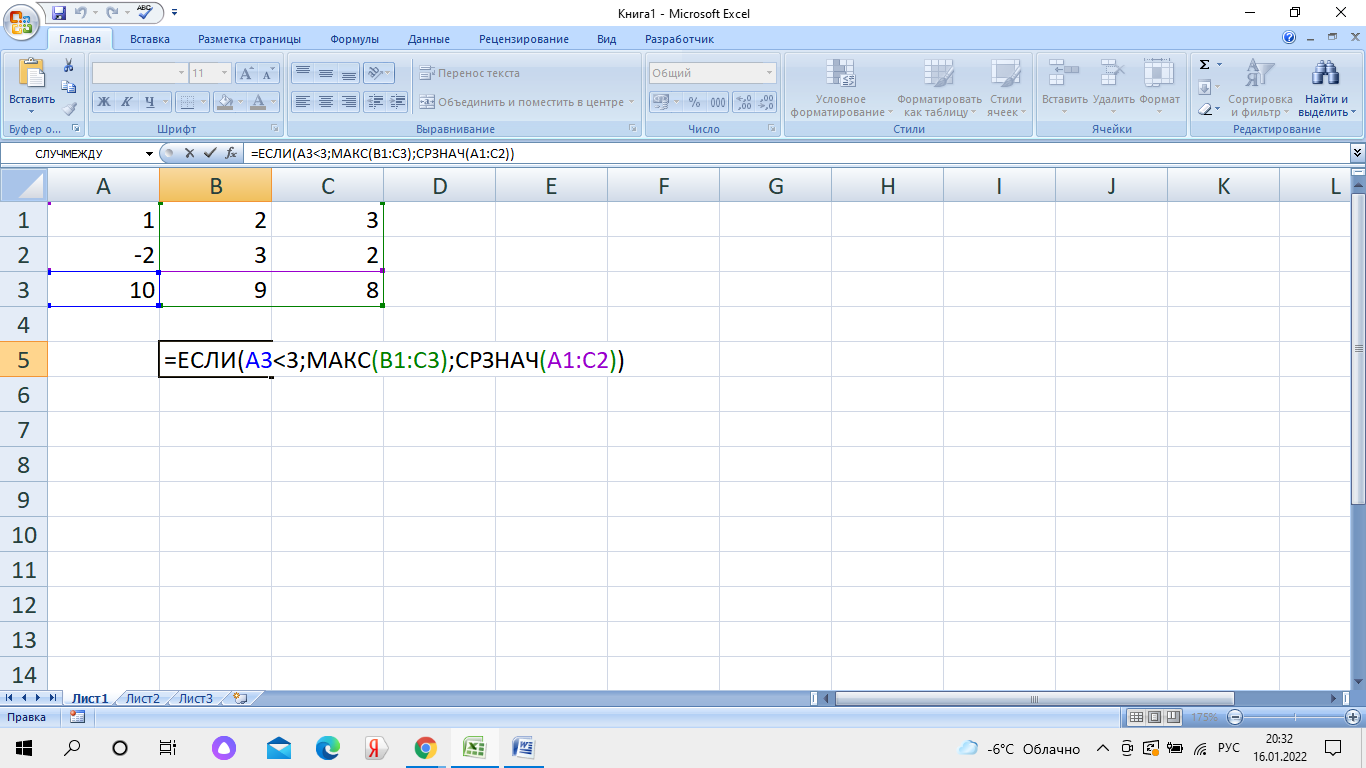 ABC
Книга1 - Microsoft Excel
Главная Вставка Разметка страницы Формулы Данные Рецензирование Вид Разработчик
Вставить
Буфер о...
11
Ж К Ч
А
Шрифт
Перенос текста
Объединить и поместить в центре
Выравнивание
Общий
% 000
Число
Условное форматирование
Форматировать как таблицу
Стили ячеек
Стили
Вставить Удалить Формат
Ячейки
Σ
Сортировка и фильтр
Найти и выделить
Редактирование
СЛУЧМЕЖДУ fx =ЕСЛИ(A3<3;МАКС(B1:C3);СРЗНАЧ(A1:C2))
A B C D E F G H I J K L
1 1 2 3
2 -2 3 2
3 10 9 8
4
5 =ЕСЛИ(A3<3;МАКС(B1:C3);СРЗНАЧ(A1:C2))
6
7
8
9
10
11
12
13
14
Лист1 Лист2 Лист3
Правка 175%
-6°C Облачно РУС 20:32
16.01.2022